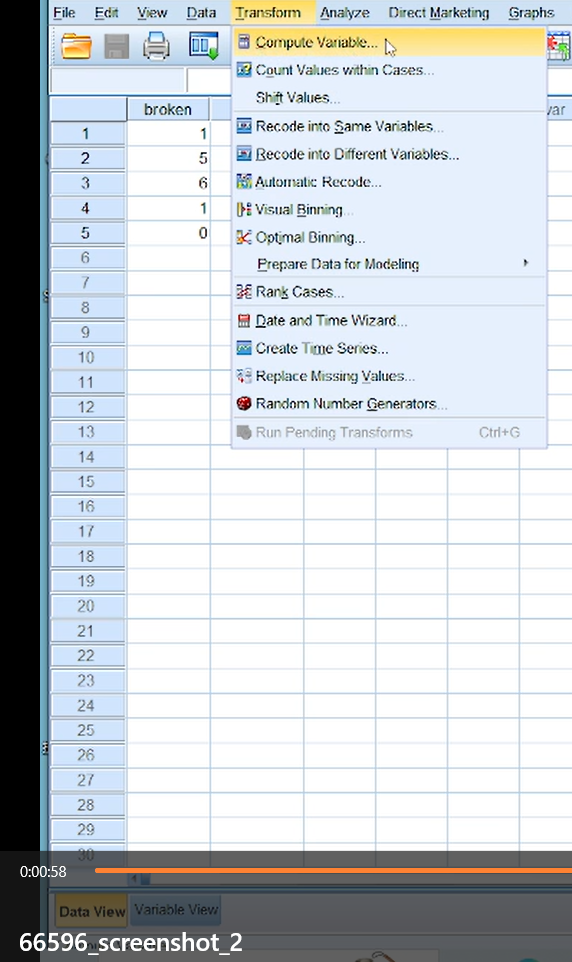 File Edit View Data Transform Analyze Direct Marketing Graphs
Compute Variable...
Count Values within Cases...
Shift Values...
broken
var
1 1
Recode into Same Variables...
2 5
Recode into Different Variables...
3 6
Automatic Recode...
4 1
Visual Binning...
5 0
Optimal Binning...
6
Prepare Data for Modeling
7
Rank Cases...
8
Date and Time Wizard...
9
Create Time Series...
10
Replace Missing Values...
11
12
Random Number Generators...
13
Run Pending Transforms Ctrl+G
14
15
16
17
18
19
20
21
22
23
24
25
26
27
28
29
30
0:00:58
Data View Variable View
66596_screenshot_2